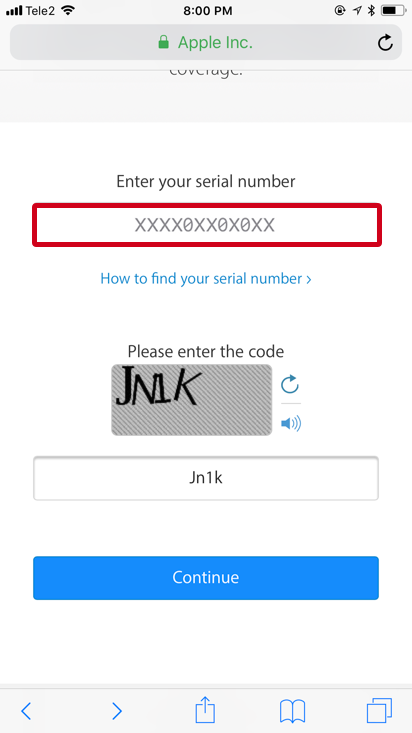 Tele2 8:00 PM
Apple Inc.
coverage.
Enter your serial number
XXXX0XX0X0XX
How to find your serial number ›
Please enter the code
JN1K
Jn1k
Continue